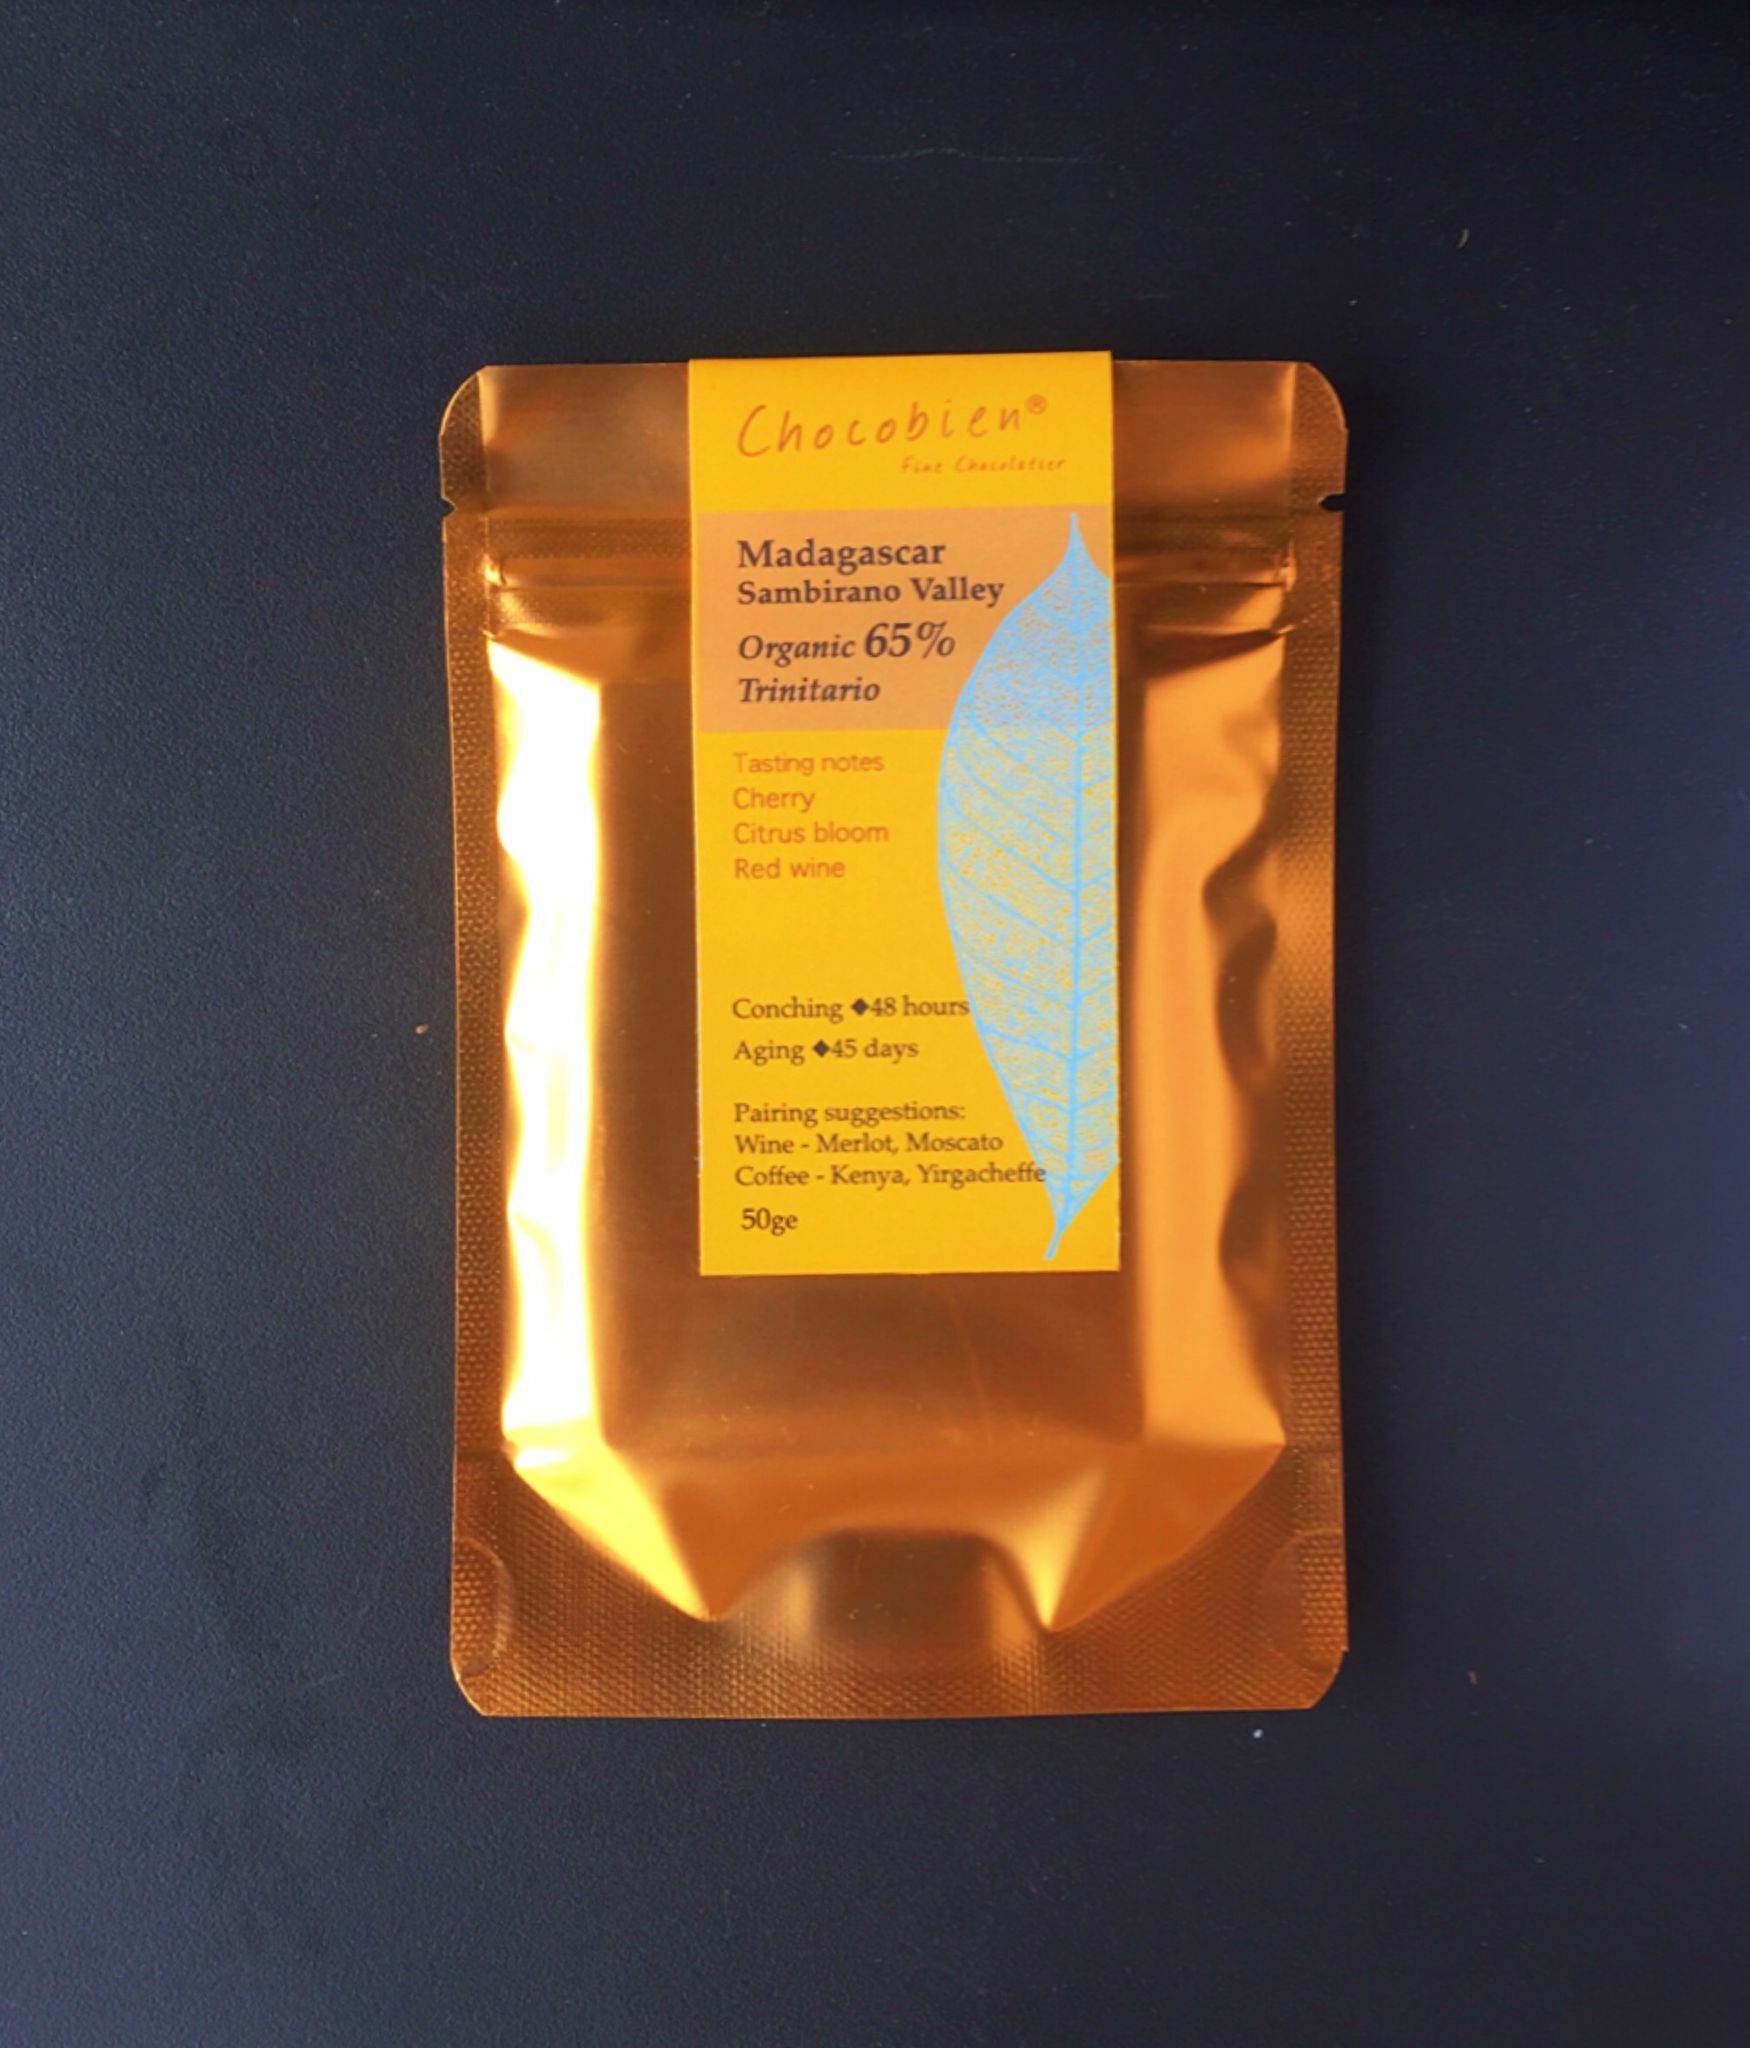 Chocobien®
Fine Chocolatier
Madagascar
Sambirano Valley
Organic 65%
Trinitario
Tasting notes
Cherry
Citrus bloom
Red wine
Conching ◆48 hours
Aging ◆45 days
Pairing suggestions:
Wine - Merlot, Moscato
Coffee - Kenya, Yirgacheffe
50ge